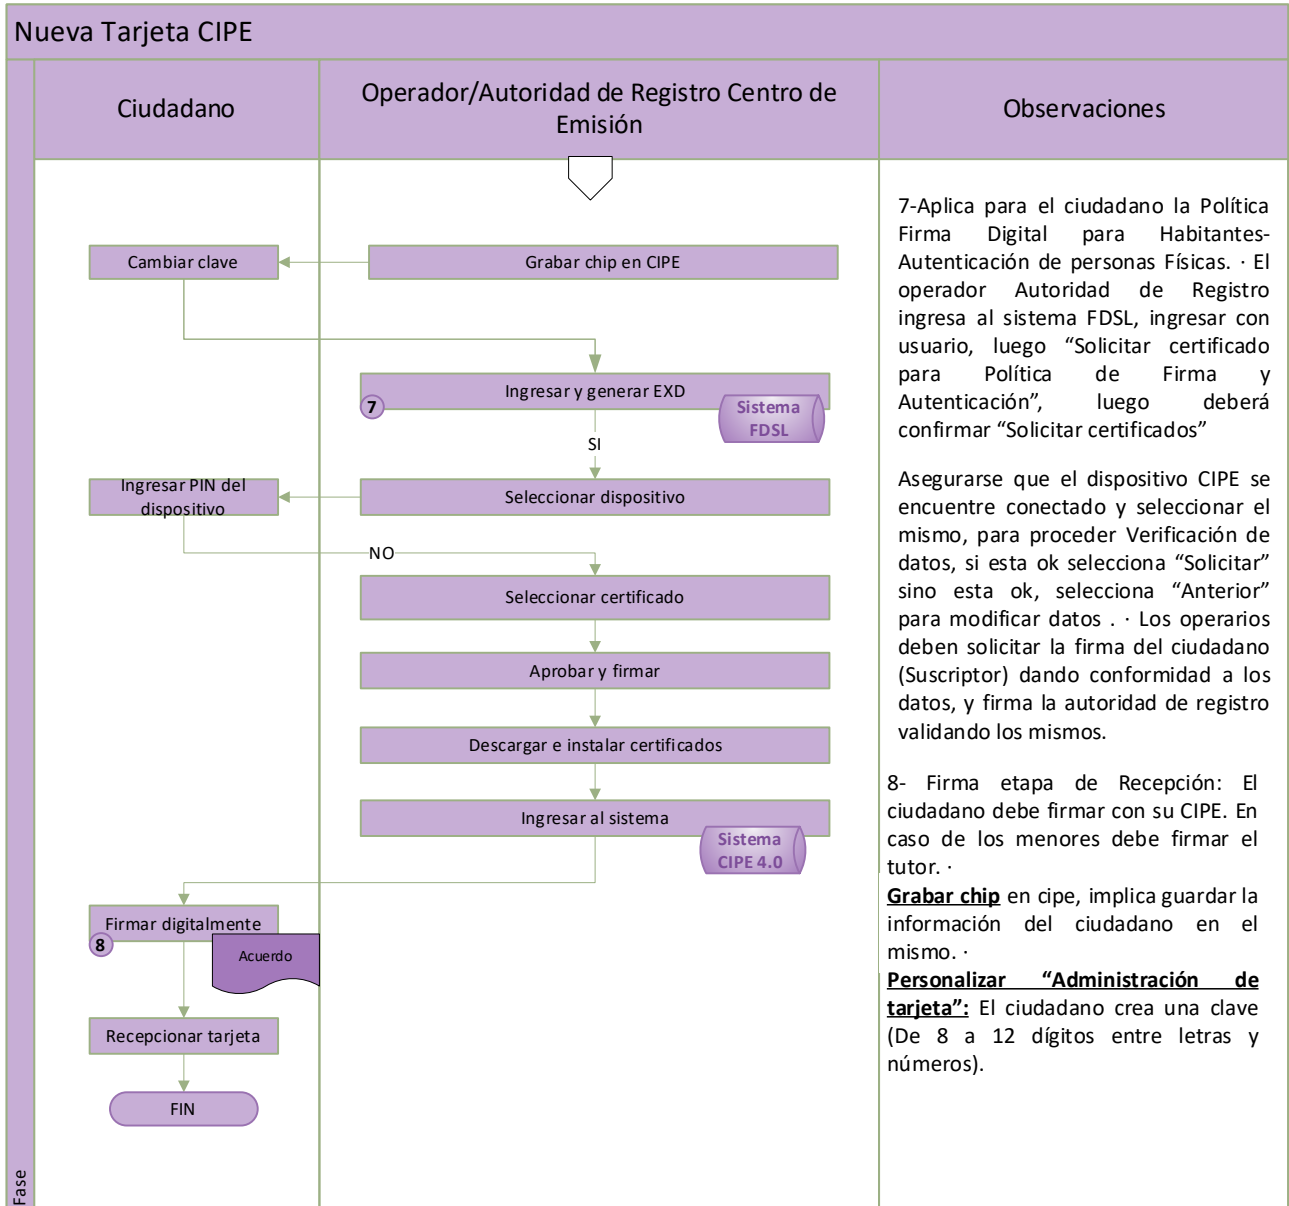 Nueva Tarjeta CIPE
Ciudadano
Operador/Autoridad de Registro Centro de
Emisión
Observaciones
Cambiar clave
Grabar chip en CIPE
Ingresar y generar EXD
7
Sistema
FDSL
SI
Ingresar PIN del
dispositivo
Seleccionar dispositivo
NO
Seleccionar certificado
Aprobar y firmar
Descargar e instalar certificados
Ingresar al sistema
Sistema
CIPE 4.0
Firmar digitalmente
8
Acuerdo
Recepcionar tarjeta
FIN
7-Aplica para el ciudadano la Política
Firma Digital para Habitantes-
Autenticación de personas Físicas. · El
operador Autoridad de Registro
ingresa al sistema FDSL, ingresar con
usuario, luego “Solicitar certificado
para Política de Firma y
Autenticación”, luego deberá
confirmar “Solicitar certificados”
Asegurarse que el dispositivo CIPE se
encuentre conectado y seleccionar el
mismo, para proceder Verificación de
datos, si esta ok selecciona “Solicitar”
sino esta ok, selecciona “Anterior”
para modificar datos . · Los operarios
deben solicitar la firma del ciudadano
(Suscriptor) dando conformidad a los
datos, y firma la autoridad de registro
validando los mismos.
8- Firma etapa de Recepción: El
ciudadano debe firmar con su CIPE. En
caso de los menores debe firmar el
tutor. ·
Grabar chip en cipe, implica guardar la
información del ciudadano en el
mismo. ·
Personalizar “Administración de
tarjeta”: El ciudadano crea una clave
(De 8 a 12 dígitos entre letras y
números).
Fase